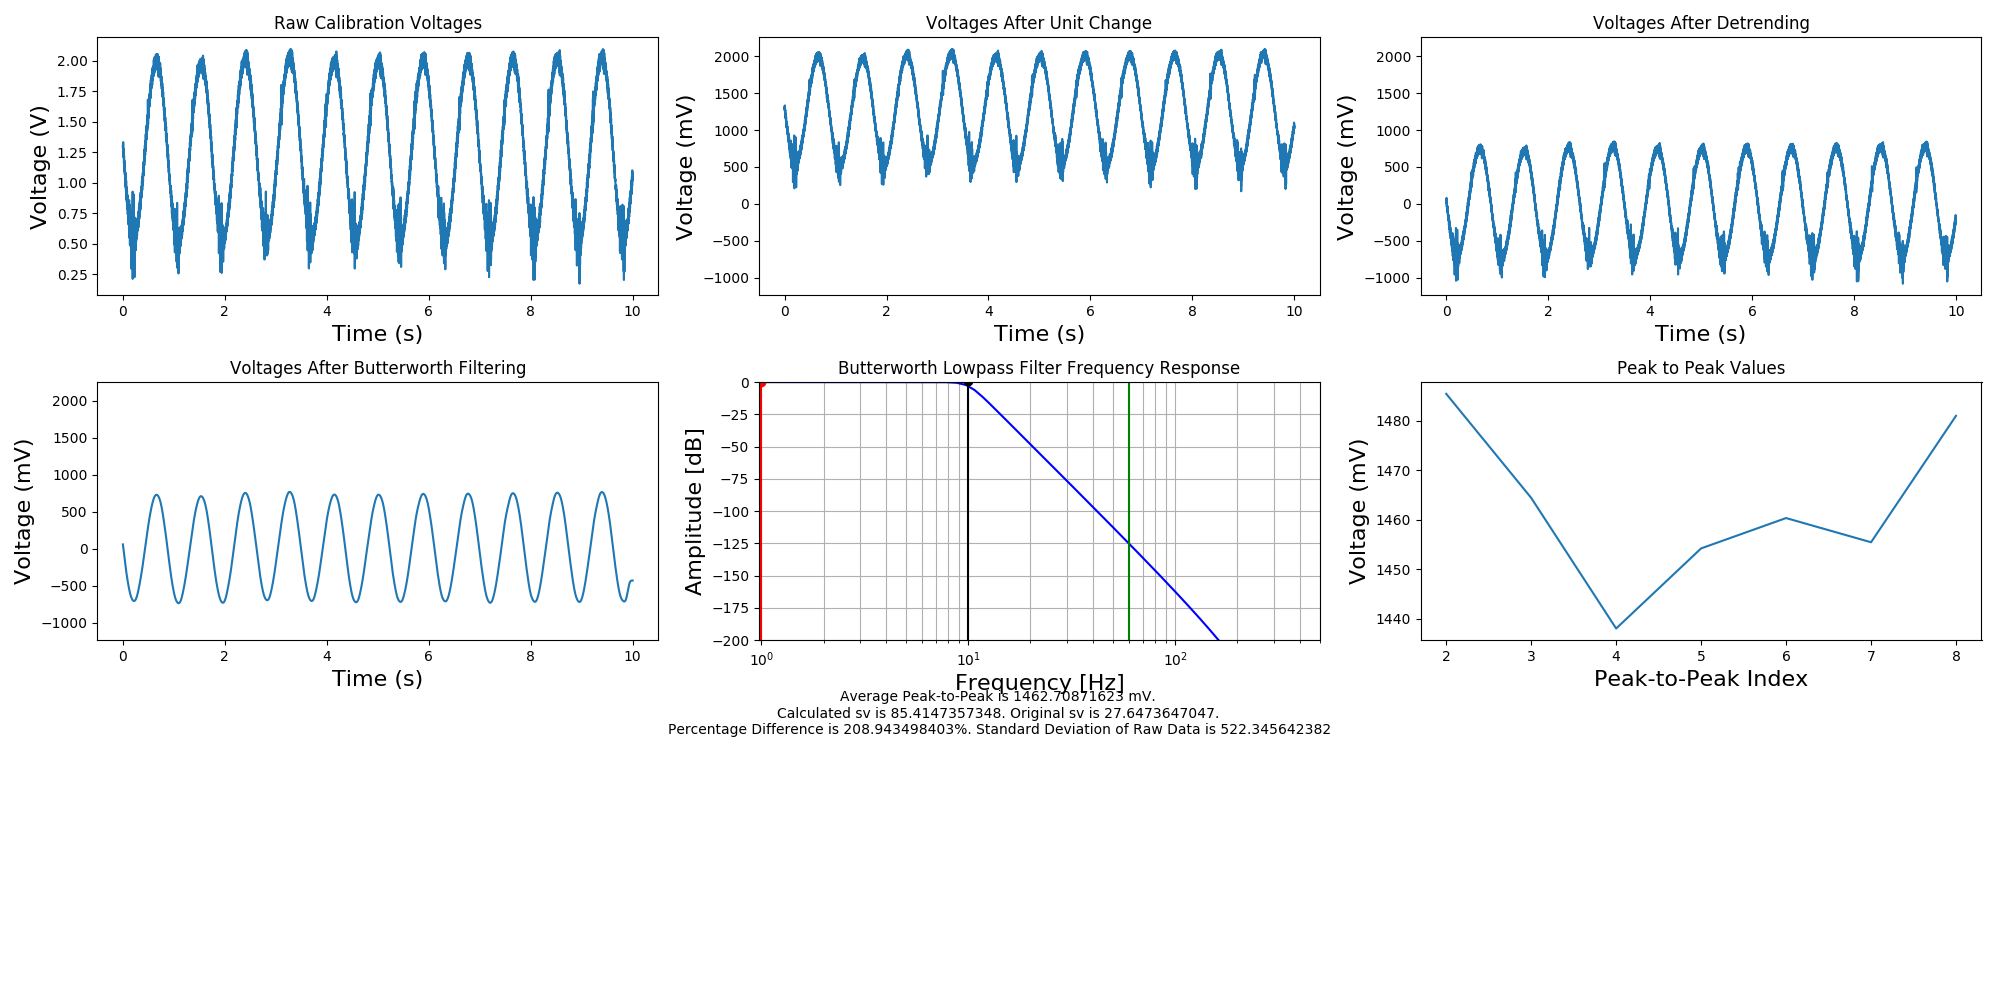 Raw Calibration Voltages
Voltage (V)
2.00
1.75
1.50
1.25
1.00
0.75
0.50
0.25
0 2 4 6 8 10
Time (s)
Voltages After Unit Change
Voltage (mV)
2000
1500
1000
500
0
−500
−1000
0 2 4 6 8 10
Time (s)
Voltages After Detrending
Voltage (mV)
2000
1500
1000
500
0
−500
−1000
0 2 4 6 8 10
Time (s)
Voltages After Butterworth Filtering
Voltage (mV)
2000
1500
1000
500
0
−500
−1000
0 2 4 6 8 10
Time (s)
Butterworth Lowpass Filter Frequency Response
Amplitude [dB]
0
−25
−50
−75
−100
−125
−150
−175
−200
10⁰ 10¹ 10²
Frequency [Hz]
Peak to Peak Values
Voltage (mV)
1480
1470
1460
1450
1440
2 3 4 5 6 7 8
Peak-to-Peak Index
Average Peak-to-Peak is 1462.70871623 mV.
Calculated sv is 85.4147357348. Original sv is 27.6473647047.
Percentage Difference is 208.943498403%. Standard Deviation of Raw Data is 522.345642382